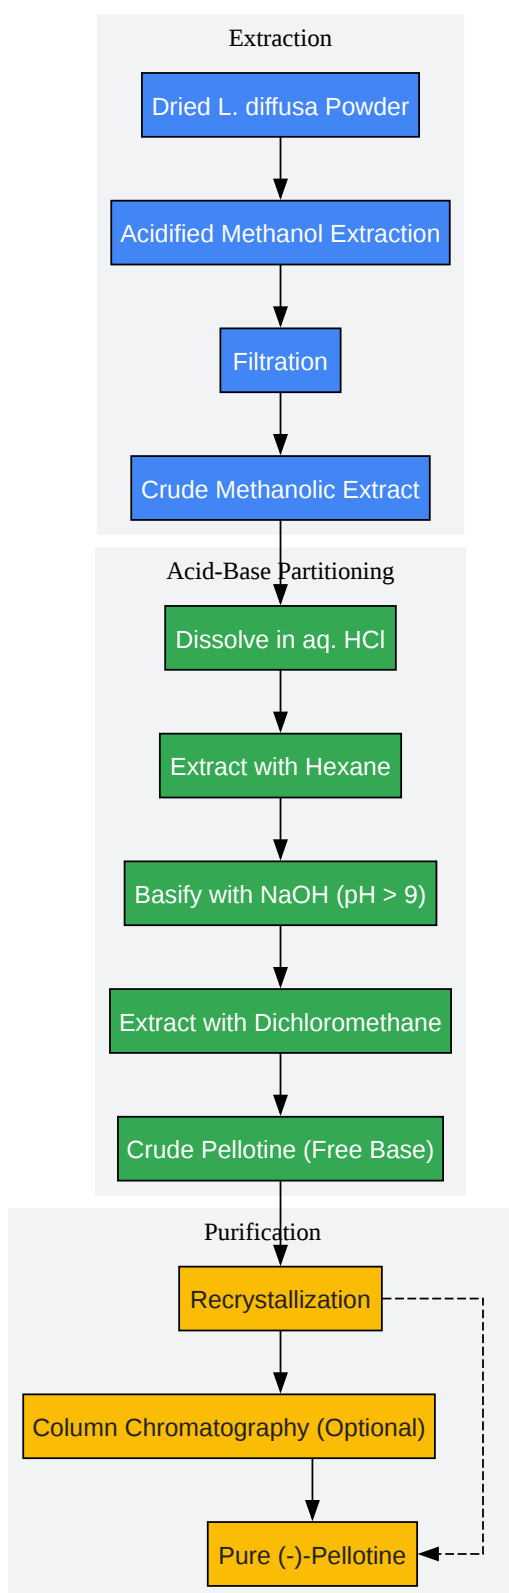 Extraction
Dried L. diffusa Powder
Acidified Methanol Extraction
Filtration
Crude Methanolic Extract
Acid-Base Partitioning
Dissolve in aq. HCl
Extract with Hexane
Basify with NaOH (pH > 9)
Extract with Dichloromethane
Crude Pellotine (Free Base)
Purification
Recrystallization
Column Chromatography (Optional)
Pure (-)-Pellotine